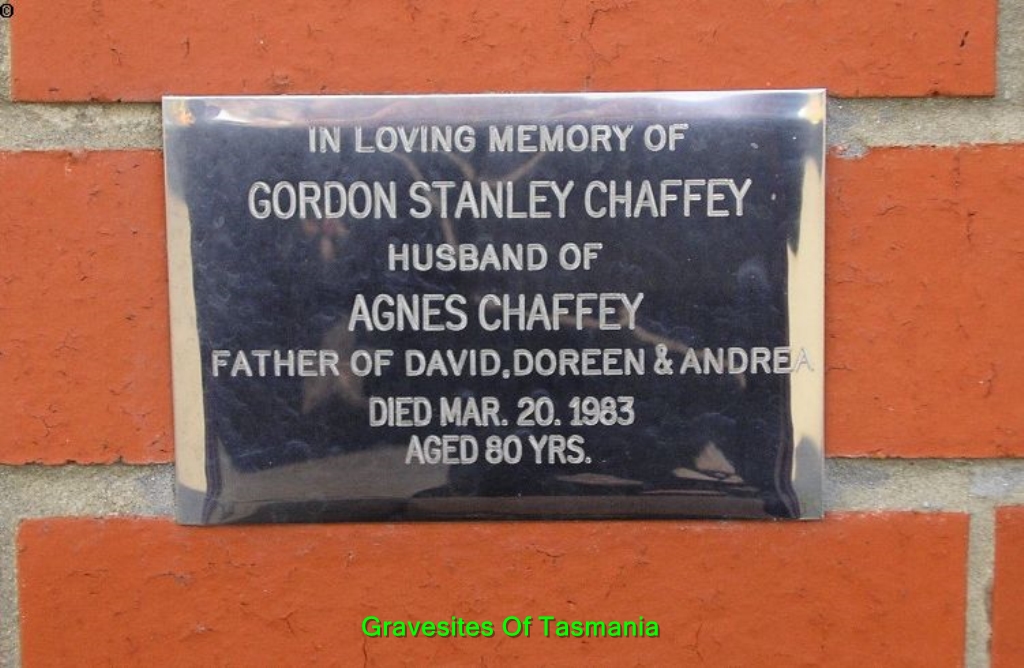 ©
IN LOVING MEMORY OF
GORDON STANLEY CHAFFEY
HUSBAND OF
AGNES CHAFFEY
FATHER OF DAVID, DOREEN & ANDREA
DIED MAR. 20. 1983
AGED 80 YRS.
Gravesites Of Tasmania